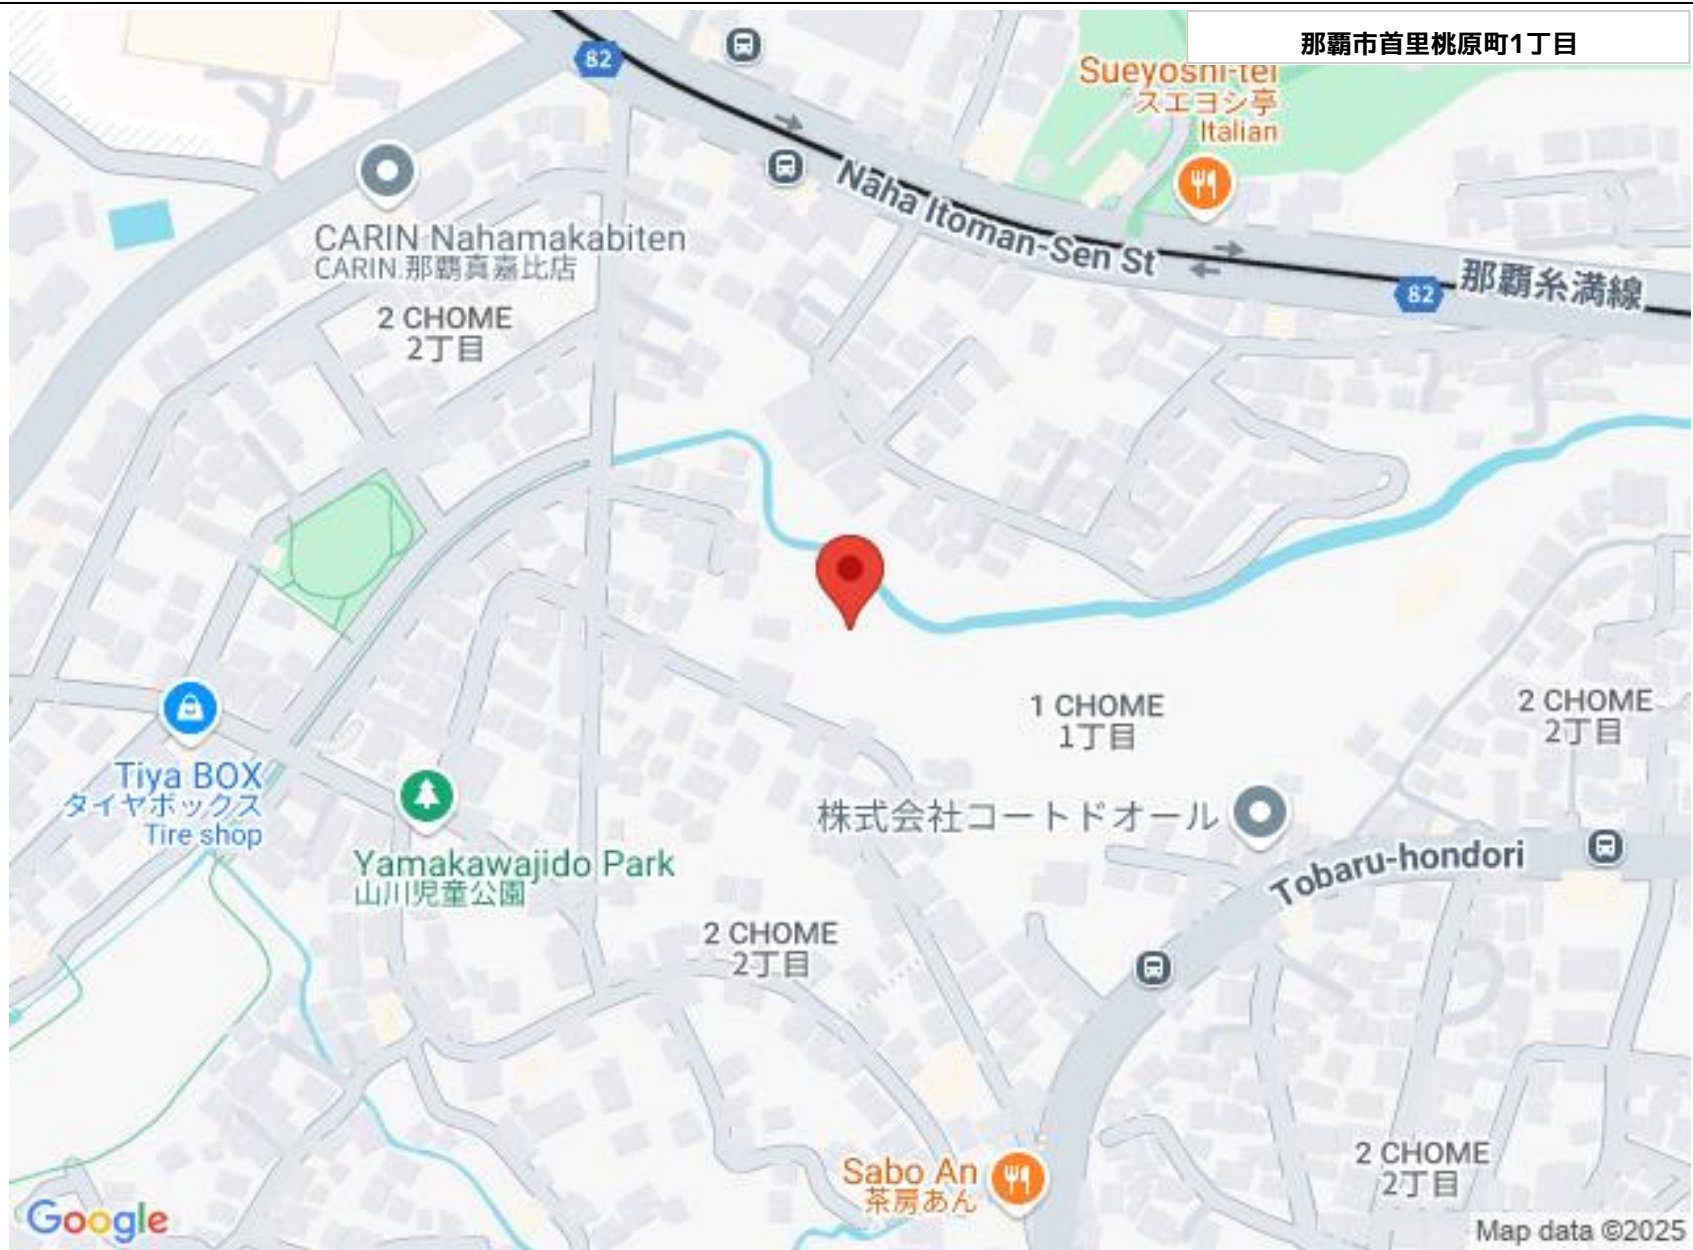 那覇市首里桃原町1丁目
82
Sueyoshi-tei
スエヨシ亭
Italian
Naha Itoman-Sen St
CARIN Nahamakabiten
CARIN 那覇真嘉比店
82
那覇糸満線
2 CHOME
2丁目
1 CHOME
1丁目
2 CHOME
2丁目
Tiya BOX
タイヤボックス
Tire shop
株式会社コートドオール
Tobaru-hondori
Yamakawajido Park
山川児童公園
2 CHOME
2丁目
2 CHOME
2丁目
Sabo An
茶房あん
Google
Map data ©2025